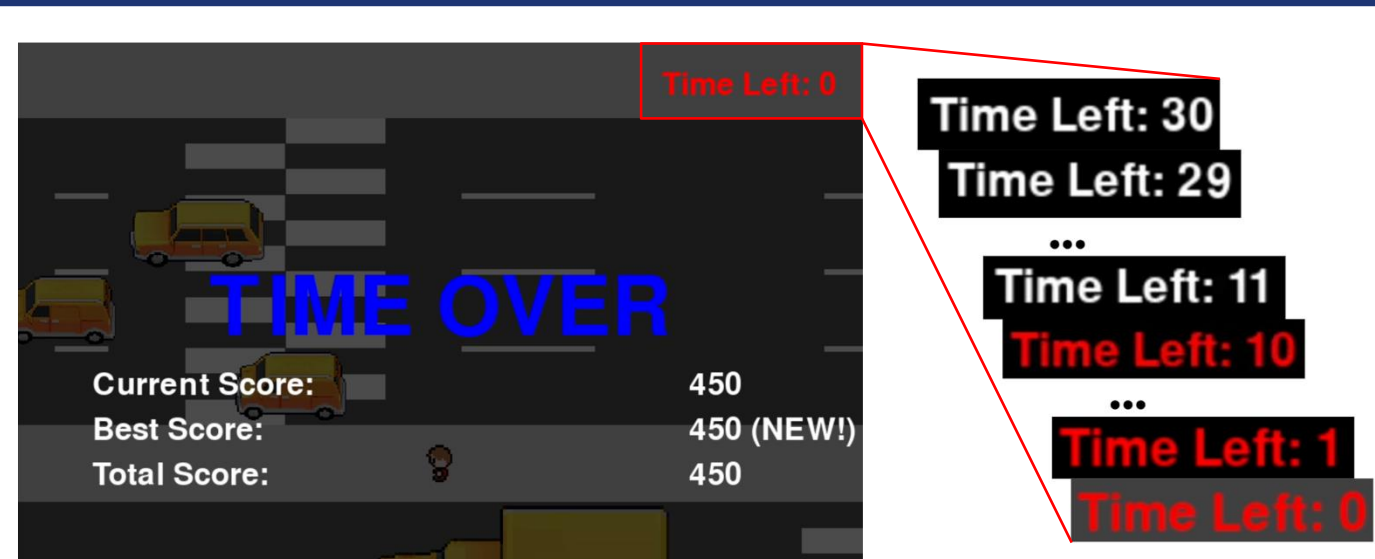 Time Left: 0
TIME OVER
Current Score: 450
Best Score: 450 (NEW!)
Total Score: 450
Time Left: 30
Time Left: 29
...
Time Left: 11
Time Left: 10
...
Time Left: 1
Time Left: 0